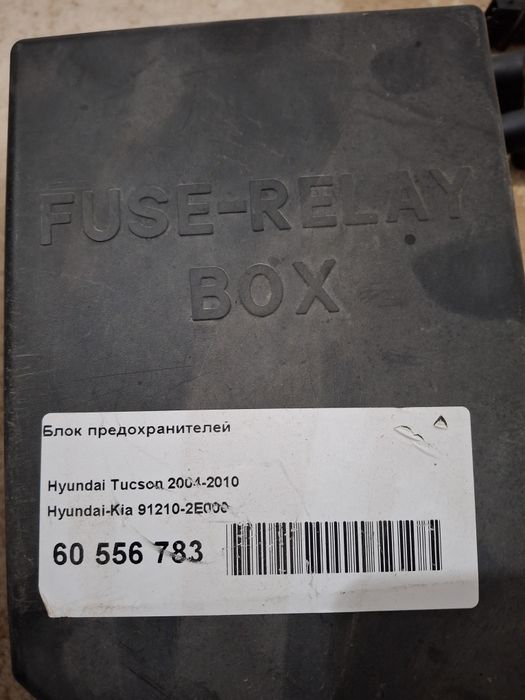 FUSE-RELAY
BOX
Блок предохранителей
Hyundai Tucson 2004-2010
Hyundai-Kia 91210-2E000
60 556 783